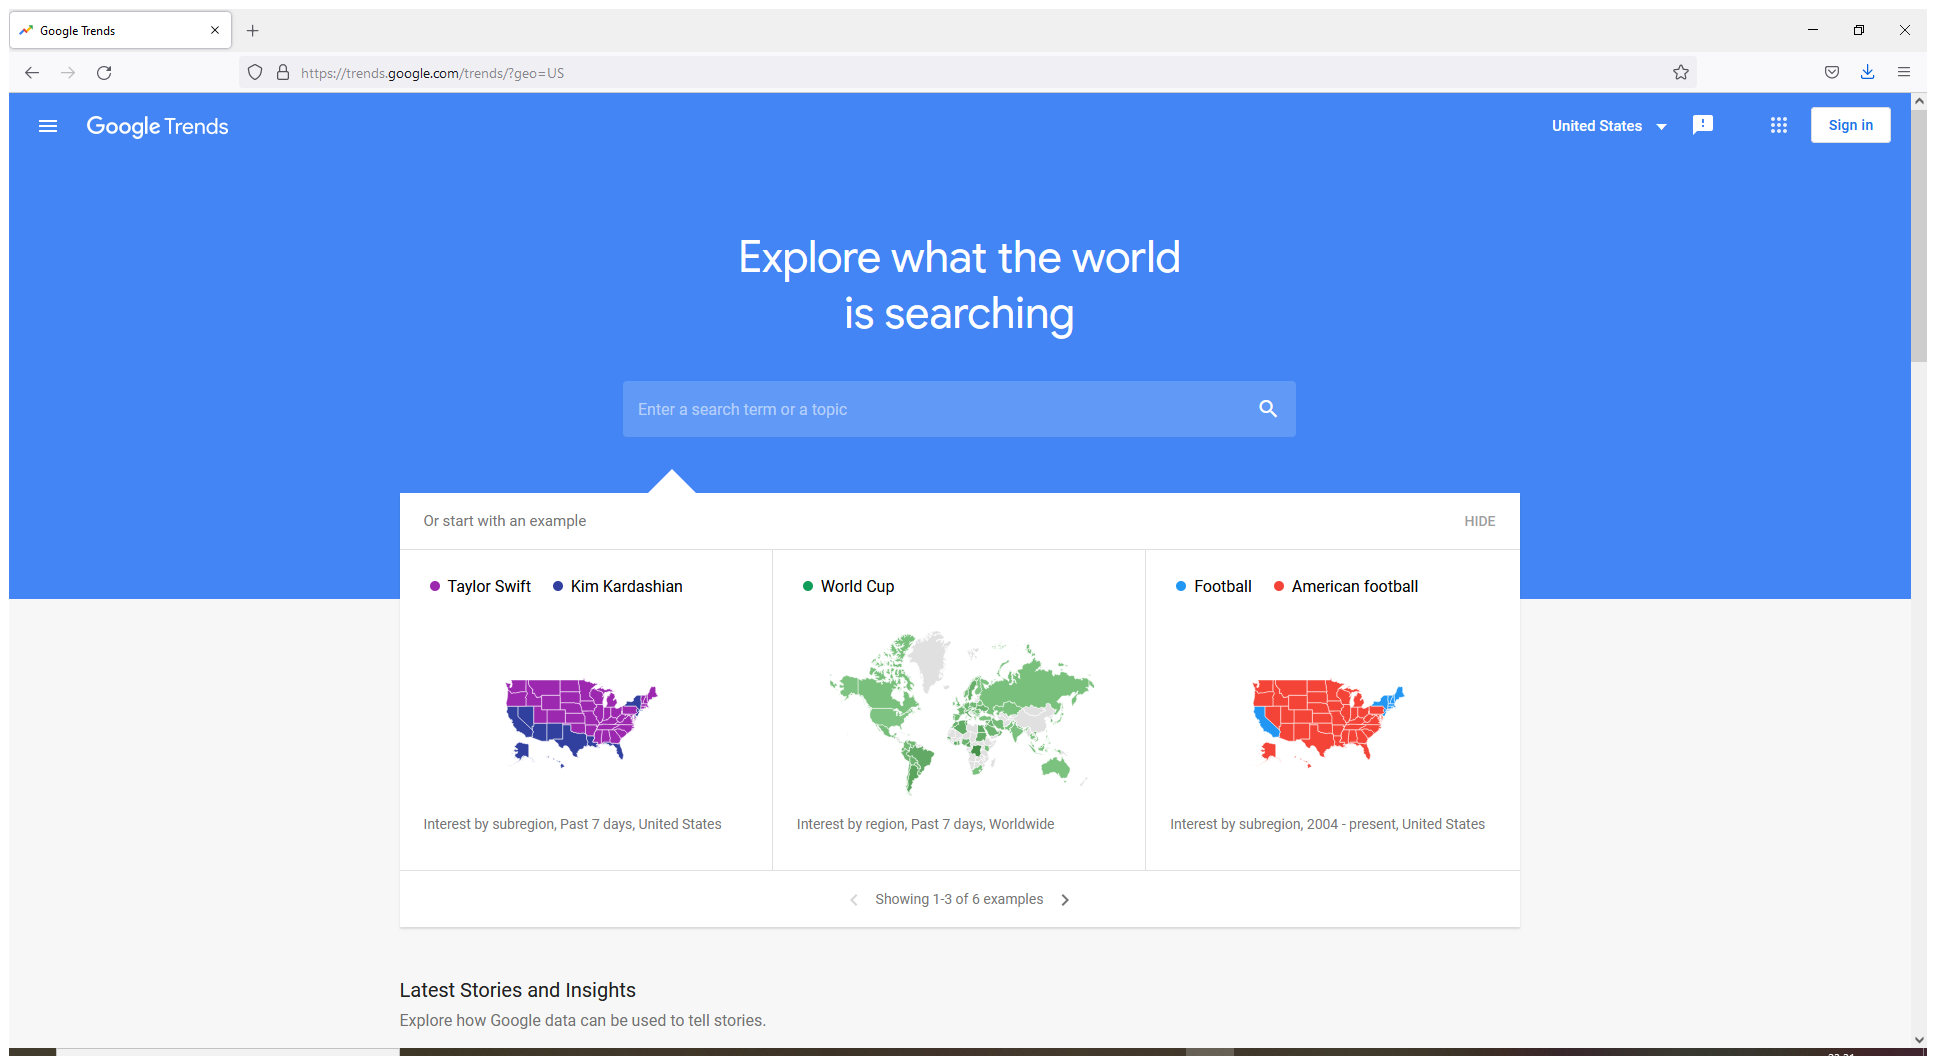 Google Trends
https://trends.google.com/trends/?geo=US
Google Trends
United States
Sign in
Explore what the world
is searching
Enter a search term or a topic
Or start with an example
HIDE
Taylor Swift Kim Kardashian
World Cup
Football American football
Interest by subregion, Past 7 days, United States
Interest by region, Past 7 days, Worldwide
Interest by subregion, 2004 - present, United States
Showing 1-3 of 6 examples
Latest Stories and Insights
Explore how Google data can be used to tell stories.